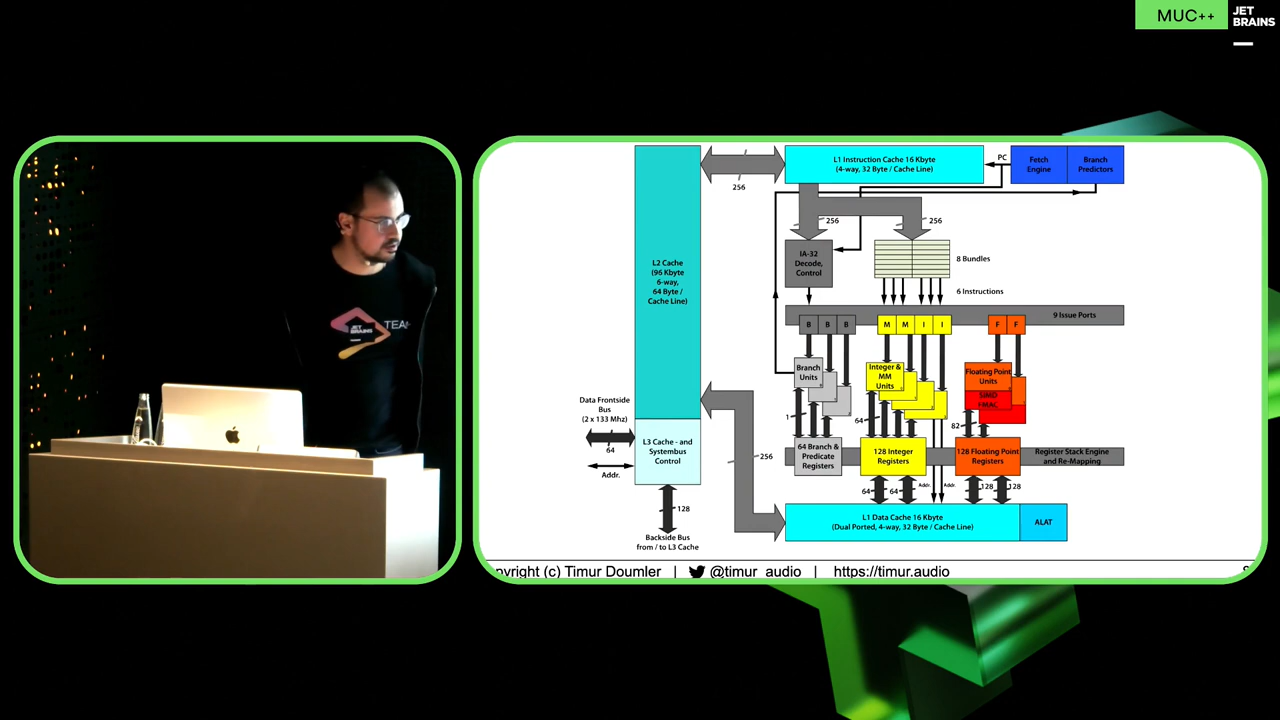 MUC++
JET
BRAINS
JET
BRAINS
TEAM
L1 Instruction Cache 16 Kbyte
(4-way, 32 Byte / Cache Line)
PC
Fetch
Engine
Branch
Predictors
256
256
256
IA-32
Decode,
Control
8 Bundles
6 Instructions
L2 Cache
(96 Kbyte
6-way,
64 Byte /
Cache Line)
9 Issue Ports
B B B
M M I I
F F
Branch
Units
Integer &
MM
Units
Floating Point
Units
SIMD
FMAC
Data Frontside
Bus
(2 x 133 Mhz)
64
Addr.
L3 Cache - and
Systembus
Control
1
64
82
64 Branch &
Predicate
Registers
128 Integer
Registers
128 Floating Point
Registers
Register Stack Engine
and Re-Mapping
256
64
64
Addr.
Addr.
128
128
128
Backside Bus
from / to L3 Cache
L1 Data Cache 16 Kbyte
(Dual Ported, 4-way, 32 Byte / Cache Line)
ALAT
pyright (c) Timur Doumler | @timur_audio | https://timur.audio